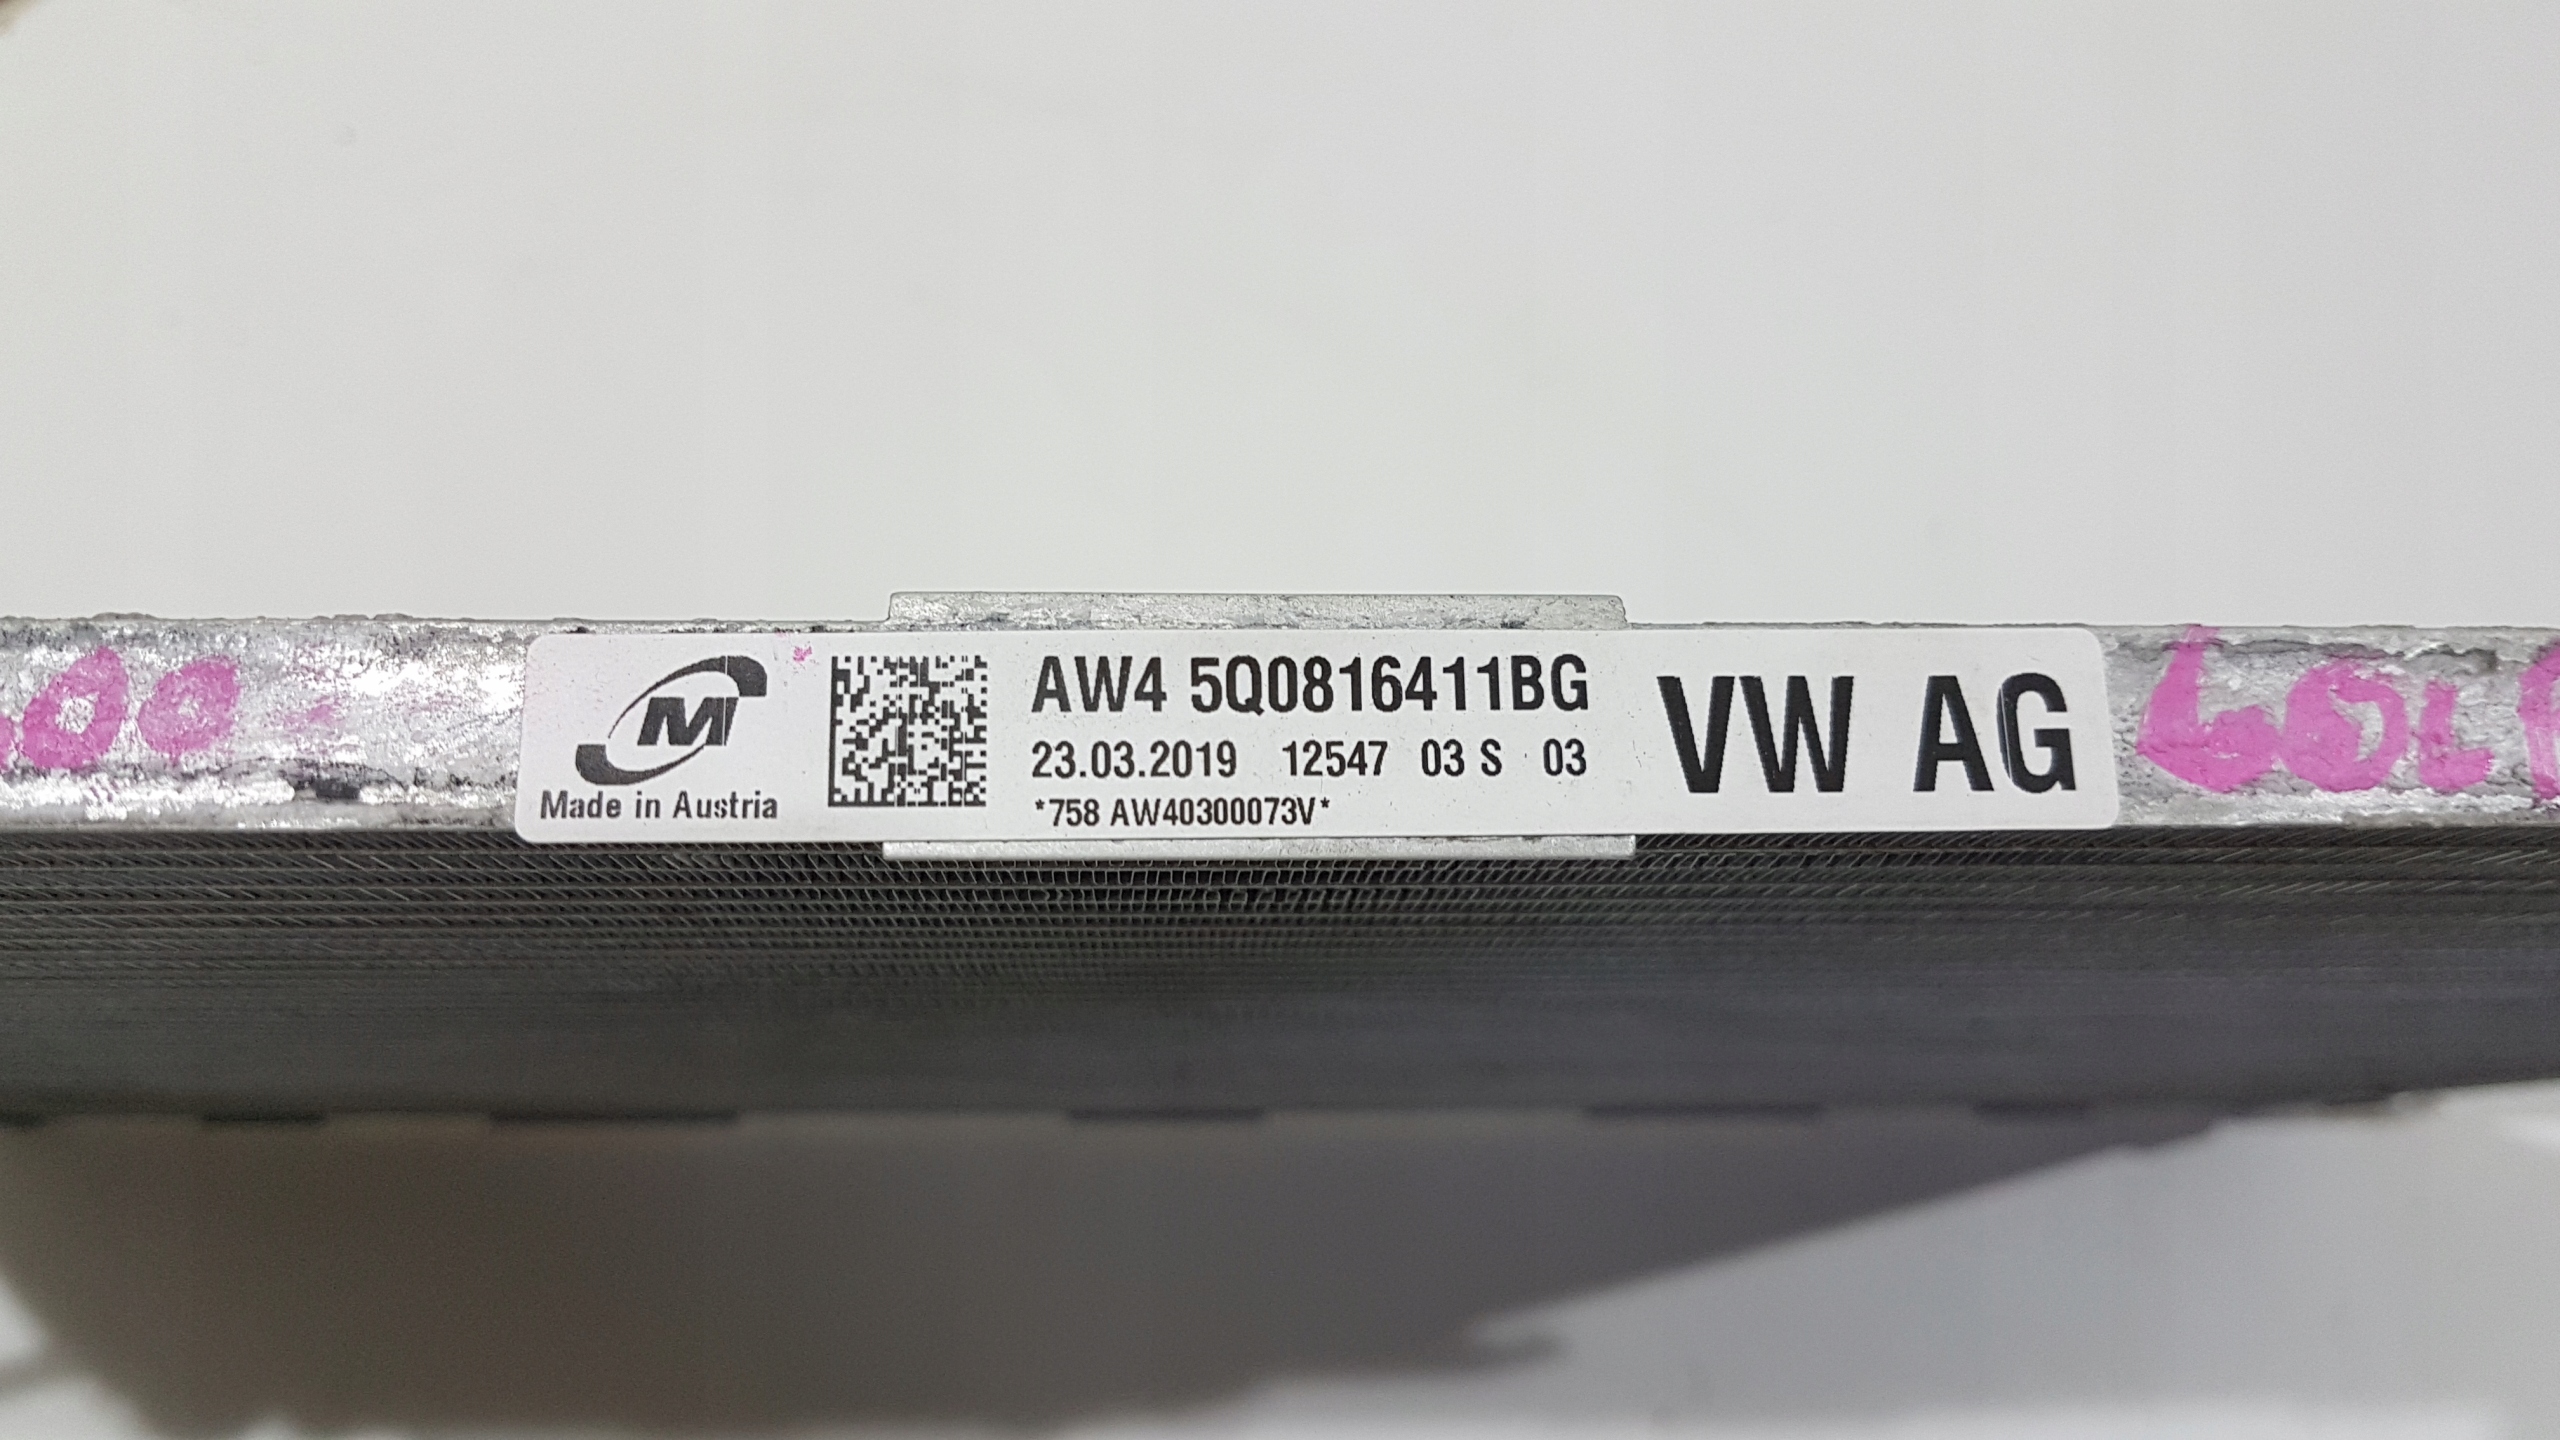 M
Made in Austria
AW4 5Q0816411BG
23.03.2019 12547 03 S 03
*758 AW40300073V*
VW AG